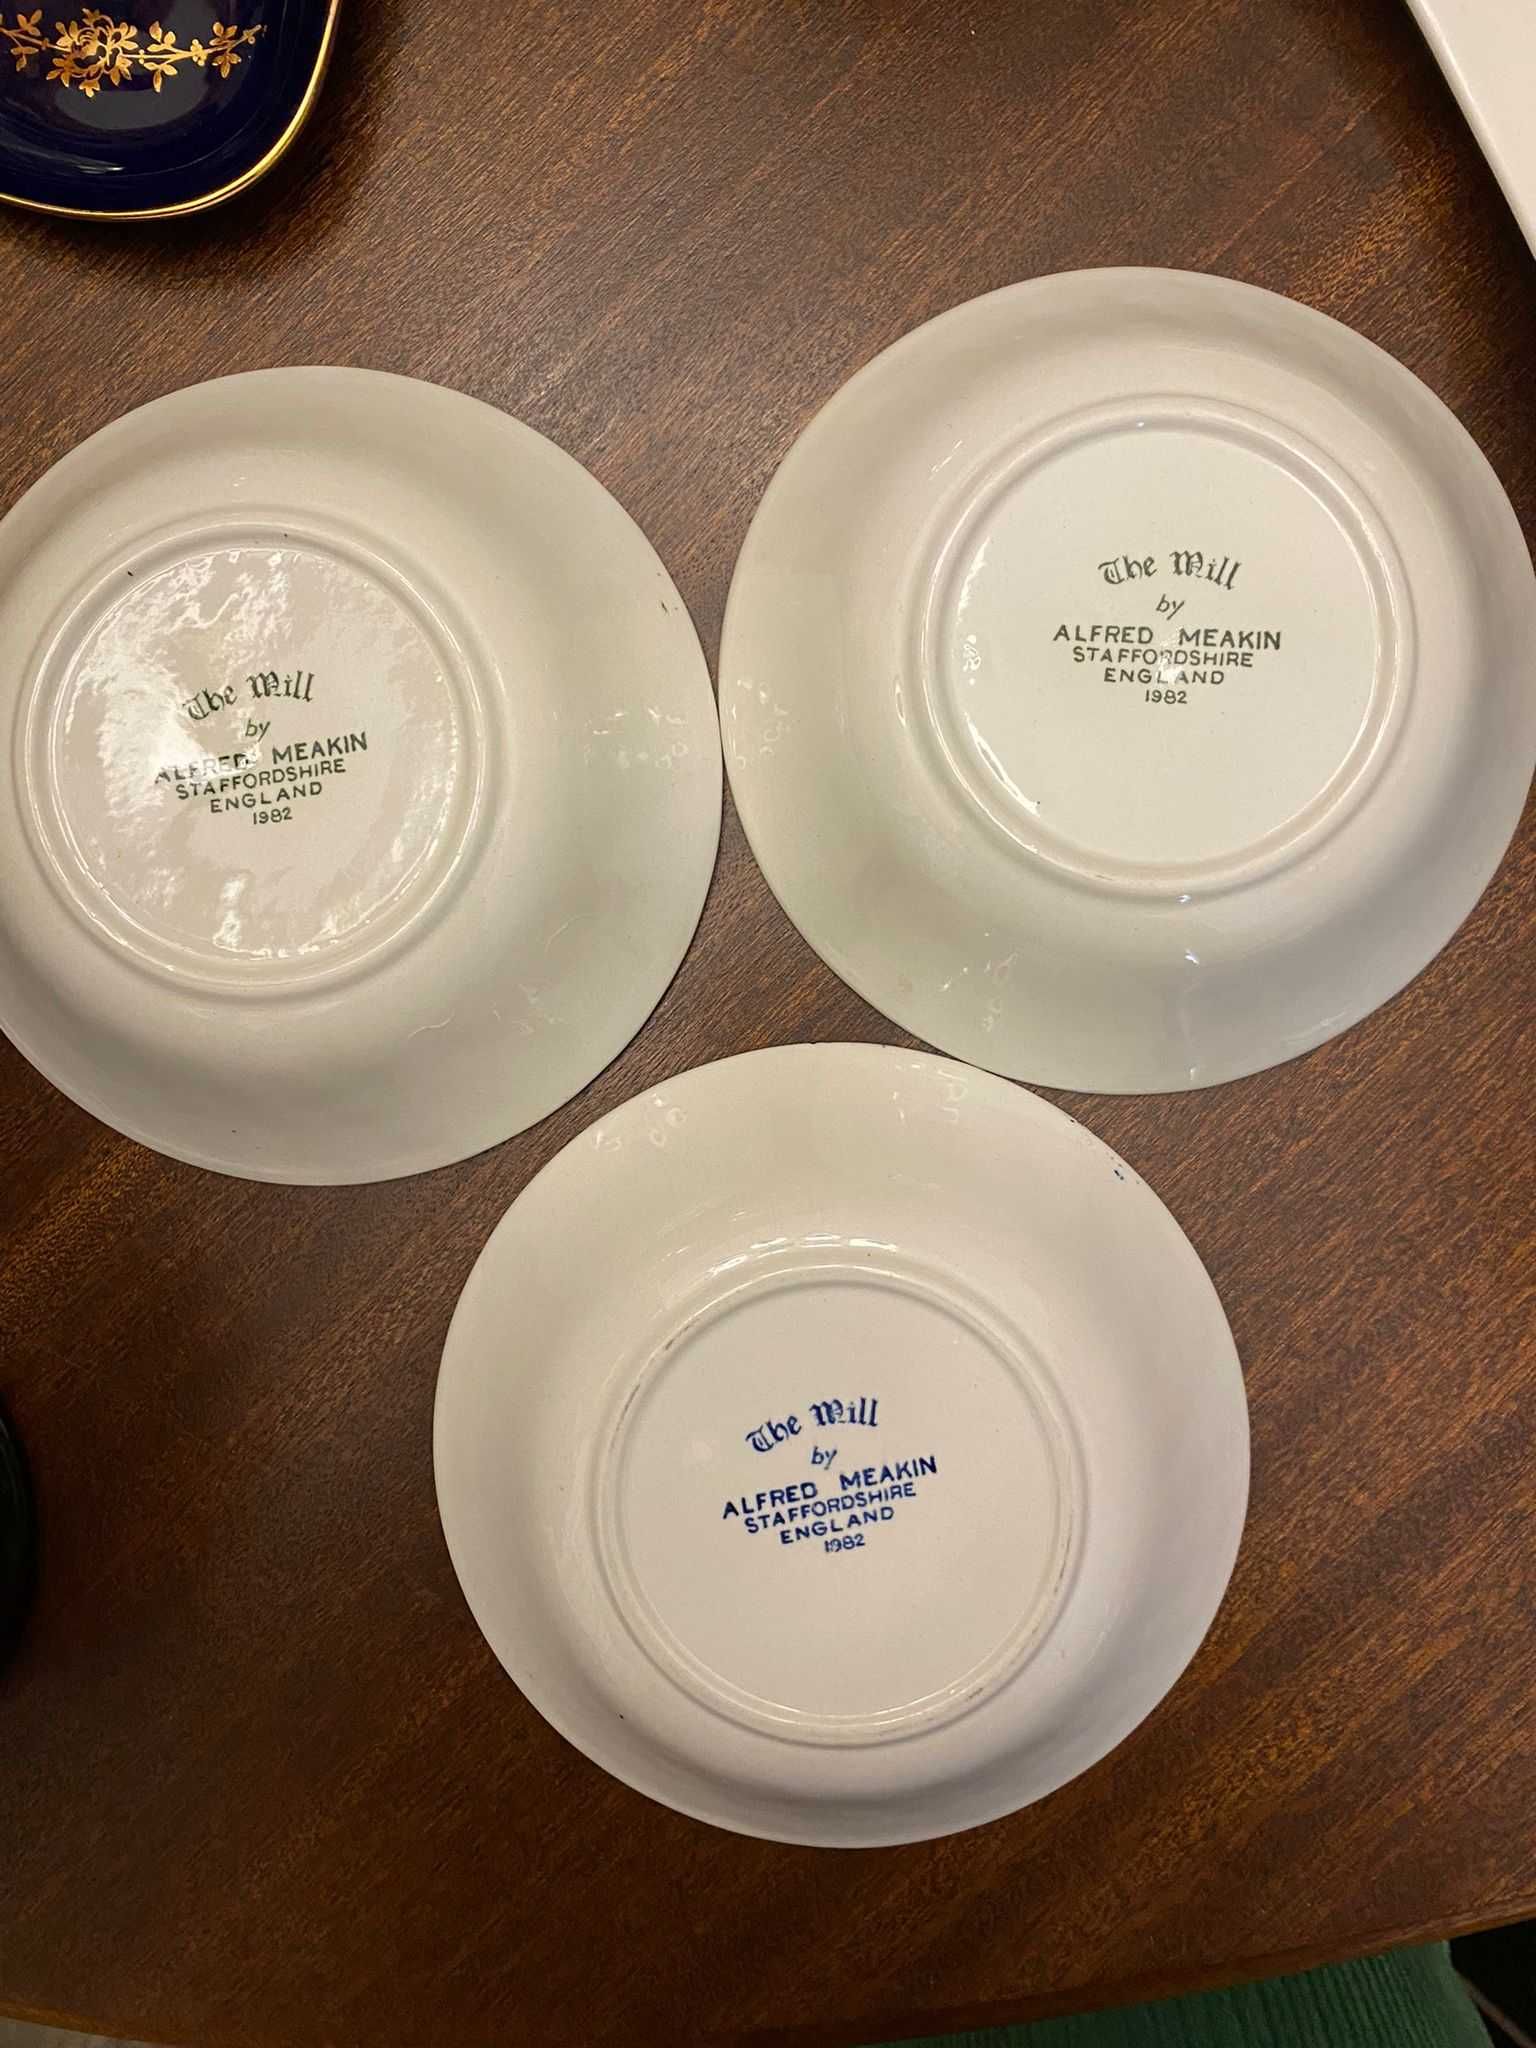 The Mill
by
ALFRED MEAKIN
STAFFORDSHIRE
ENGLAND
1982
The Mill
by
ALFRED MEAKIN
STAFFORDSHIRE
ENGLAND
1982
The Mill
by
ALFRED MEAKIN
STAFFORDSHIRE
ENGLAND
1982